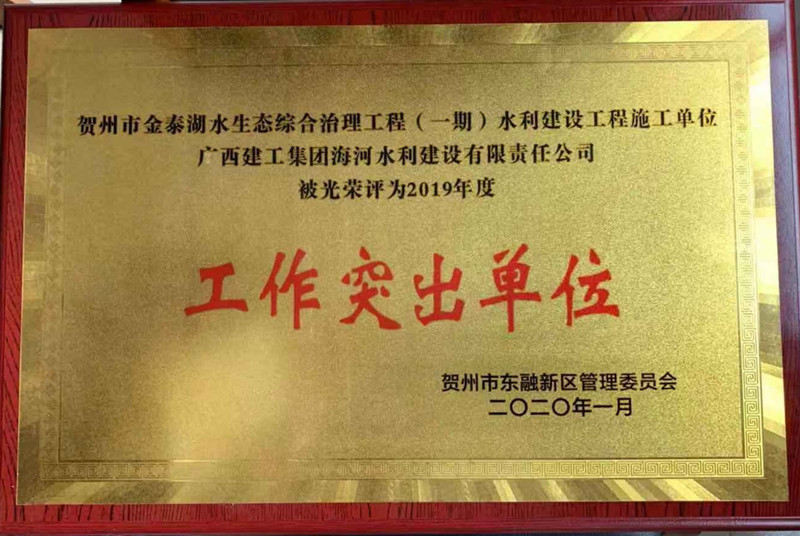 贺州市金泰湖水生态综合治理工程（一期）水利建设工程施工单位
广西建工集团海河水利建设有限责任公司
被光荣评为2019年度
工作突出单位
贺州市东融新区管理委员会
二〇二〇年一月